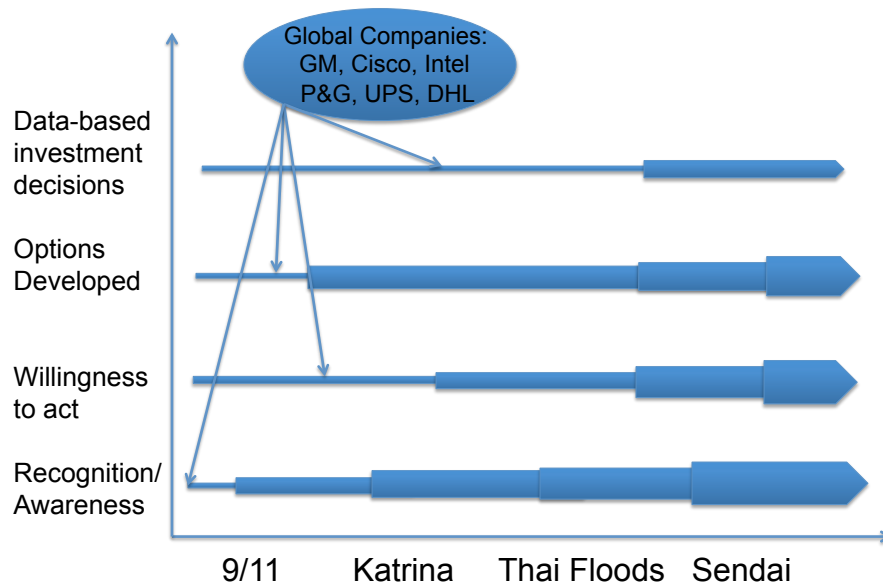 Global Companies:
GM, Cisco, Intel
P&G, UPS, DHL
Data-based
investment
decisions
Options
Developed
Willingness
to act
Recognition/
Awareness
9/11 Katrina Thai Floods Sendai